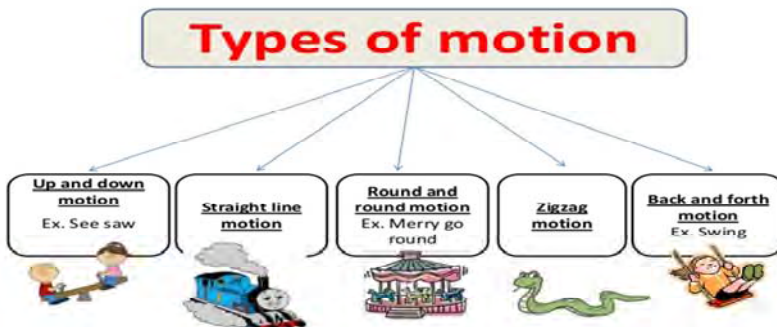 Types of motion
Up and down
motion
Ex. See saw
Straight line
motion
Round and
round motion
Ex. Merry go
round
Zigzag
motion
Back and forth
motion
Ex. Swing